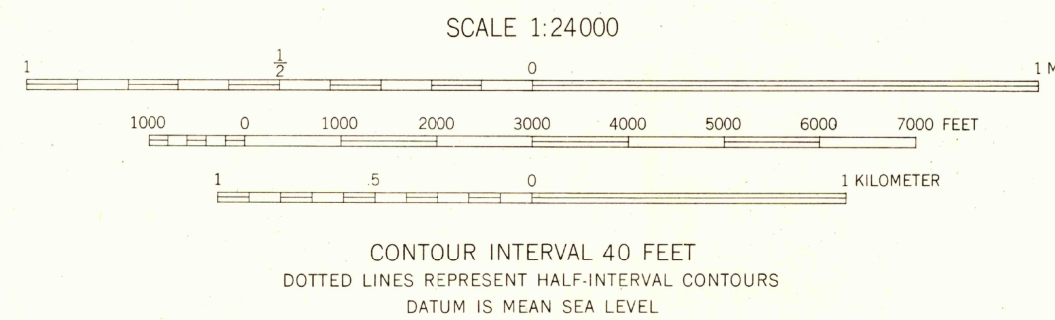 SCALE 1:24000
1 1/2 0 1 M
1000 0 1000 2000 3000 4000 5000 6000 7000 FEET
1 .5 0 1 KILOMETER
CONTOUR INTERVAL 40 FEET
DOTTED LINES REPRESENT HALF-INTERVAL CONTOURS
DATUM IS MEAN SEA LEVEL